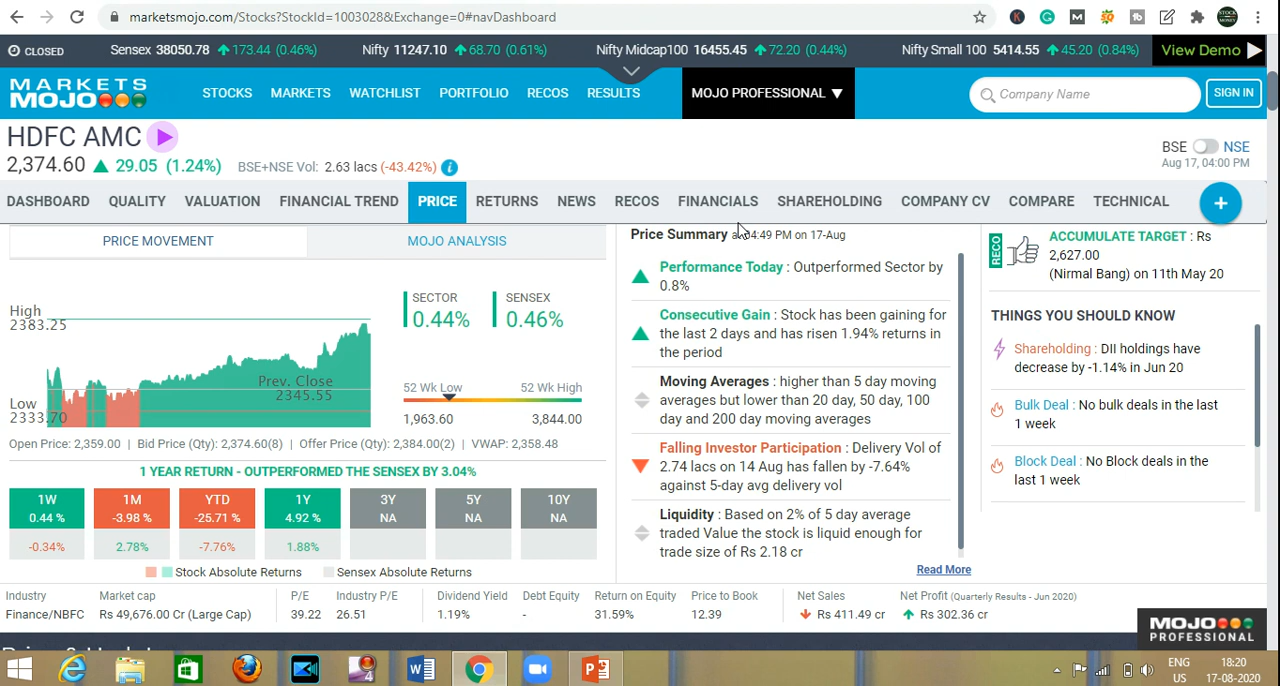 marketsmojo.com/Stocks?StockId=1003028&Exchange=0#navDashboard
CLOSED Sensex 38050.78 173.44 (0.46%) Nifty 11247.10 68.70 (0.61%) Nifty Midcap100 16455.45 72.20 (0.44%) Nifty Small 100 5414.55 45.20 (0.84%) View Demo
MARKETS
MOJO
STOCKS MARKETS WATCHLIST PORTFOLIO RECOS RESULTS MOJO PROFESSIONAL ▼ Company Name SIGN IN
HDFC AMC
2,374.60 ▲ 29.05 (1.24%) BSE+NSE Vol: 2.63 lacs (-43.42%) i
BSE NSE
Aug 17, 04:00 PM
DASHBOARD QUALITY VALUATION FINANCIAL TREND PRICE RETURNS NEWS RECOS FINANCIALS SHAREHOLDING COMPANY CV COMPARE TECHNICAL +
PRICE MOVEMENT MOJO ANALYSIS
High
2383.25
Prev. Close
2345.55
Low
2333.70
SECTOR
0.44%
SENSEX
0.46%
52 Wk Low 52 Wk High
1,963.60 3,844.00
Open Price: 2,359.00 | Bid Price (Qty): 2,374.60(8) | Offer Price (Qty): 2,384.00(2) | VWAP: 2,358.48
1 YEAR RETURN - OUTPERFORMED THE SENSEX BY 3.04%
1W 1M YTD 1Y 3Y 5Y 10Y
0.44 % -3.98 % -25.71 % 4.92 % NA NA NA
-0.34% 2.78% -7.76% 1.88%
Stock Absolute Returns Sensex Absolute Returns
Price Summary 04:49 PM on 17-Aug
Performance Today : Outperformed Sector by
0.8%
Consecutive Gain : Stock has been gaining for
the last 2 days and has risen 1.94% returns in
the period
Moving Averages : higher than 5 day moving
averages but lower than 20 day, 50 day, 100
day and 200 day moving averages
Falling Investor Participation : Delivery Vol of
2.74 lacs on 14 Aug has fallen by -7.64%
against 5-day avg delivery vol
Liquidity : Based on 2% of 5 day average
traded Value the stock is liquid enough for
trade size of Rs 2.18 cr
Read More
RECO
ACCUMULATE TARGET : Rs
2,627.00
(Nirmal Bang) on 11th May 20
THINGS YOU SHOULD KNOW
Shareholding : DII holdings have
decrease by -1.14% in Jun 20
Bulk Deal : No bulk deals in the last
1 week
Block Deal : No Block deals in the
last 1 week
Industry Market cap P/E Industry P/E Dividend Yield Debt Equity Return on Equity Price to Book Net Sales Net Profit (Quarterly Results - Jun 2020)
Finance/NBFC Rs 49,676.00 Cr (Large Cap) 39.22 26.51 1.19% - 31.59% 12.39 Rs 411.49 cr Rs 302.36 cr
MOJO
PROFESSIONAL
ENG 18:20
US 17-08-2020